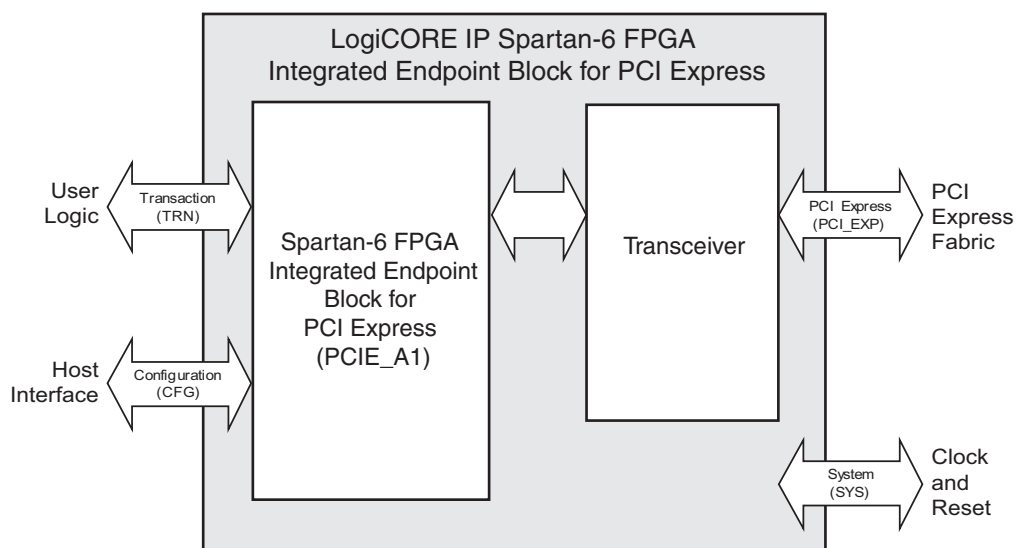 LogiCORE IP Spartan-6 FPGA
Integrated Endpoint Block for PCI Express
User
Logic
Transaction
(TRN)
Spartan-6 FPGA
Integrated Endpoint
Block for
PCI Express
(PCIE_A1)
Transceiver
PCI Express
(PCI_EXP)
PCI
Express
Fabric
Host
Interface
Configuration
(CFG)
System
(SYS)
Clock
and
Reset